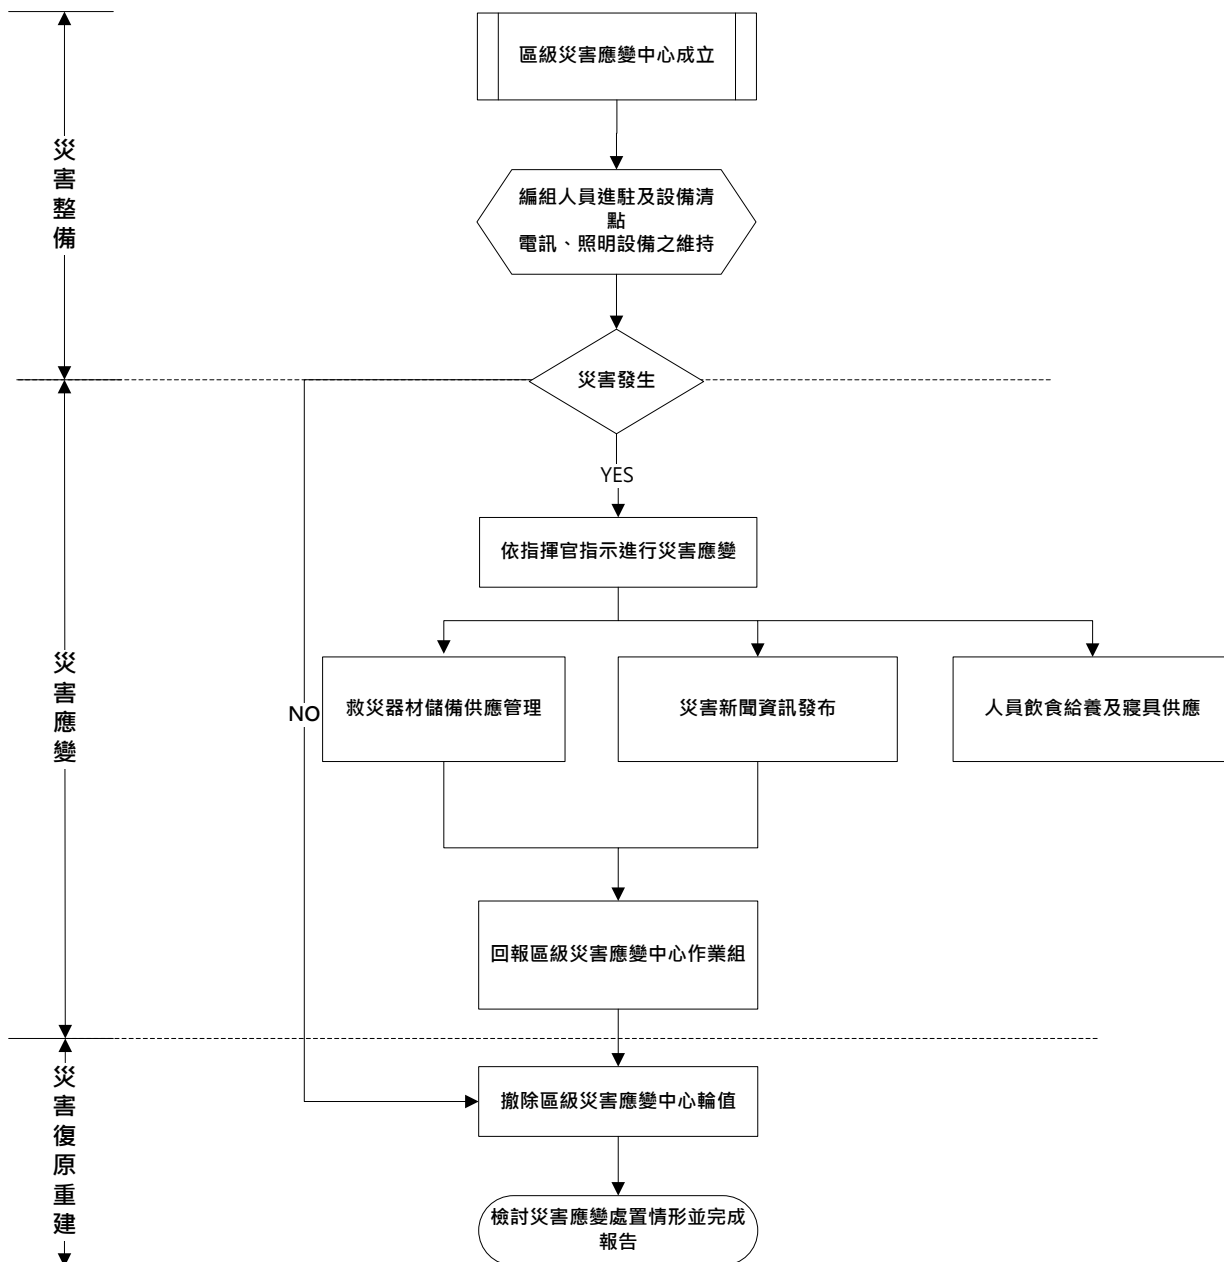 區級災害應變中心成立
災害整備
編組人員進駐及設備清
點
電訊、照明設備之維持
災害發生
YES
依指揮官指示進行災害應變
災害應變
NO
救災器材儲備供應管理
災害新聞資訊發布
人員飲食給養及寢具供應
回報區級災害應變中心作業組
災害復原重建
撤除區級災害應變中心輪值
檢討災害應變處置情形並完成
報告